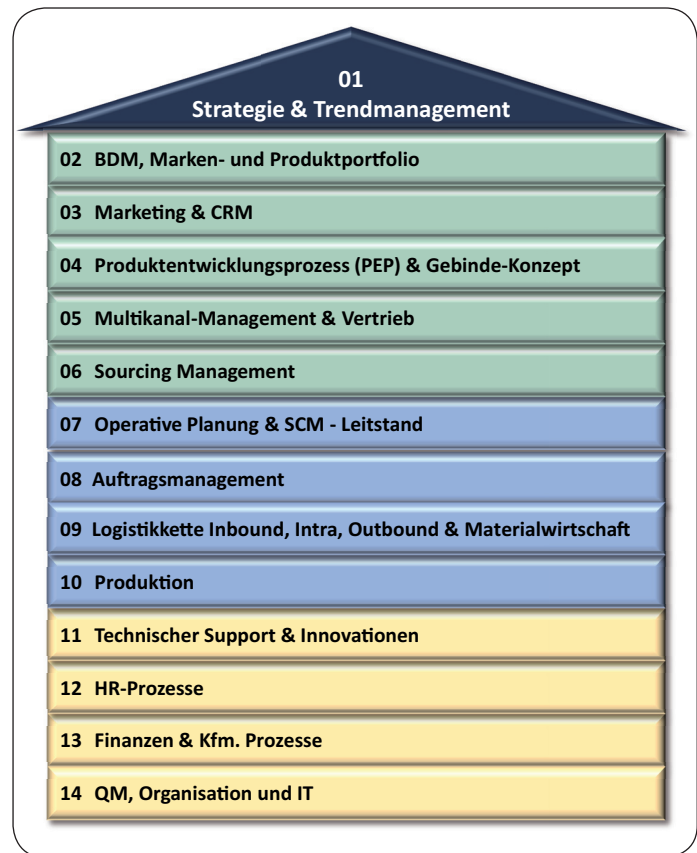 01
Strategie & Trendmanagement
02 BDM, Marken- und Produktportfolio
03 Marketing & CRM
04 Produktentwicklungsprozess (PEP) & Gebinde-Konzept
05 Multikanal-Management & Vertrieb
06 Sourcing Management
07 Operative Planung & SCM - Leitstand
08 Auftragsmanagement
09 Logistikkette Inbound, Intra, Outbound & Materialwirtschaft
10 Produktion
11 Technischer Support & Innovationen
12 HR-Prozesse
13 Finanzen & Kfm. Prozesse
14 QM, Organisation und IT